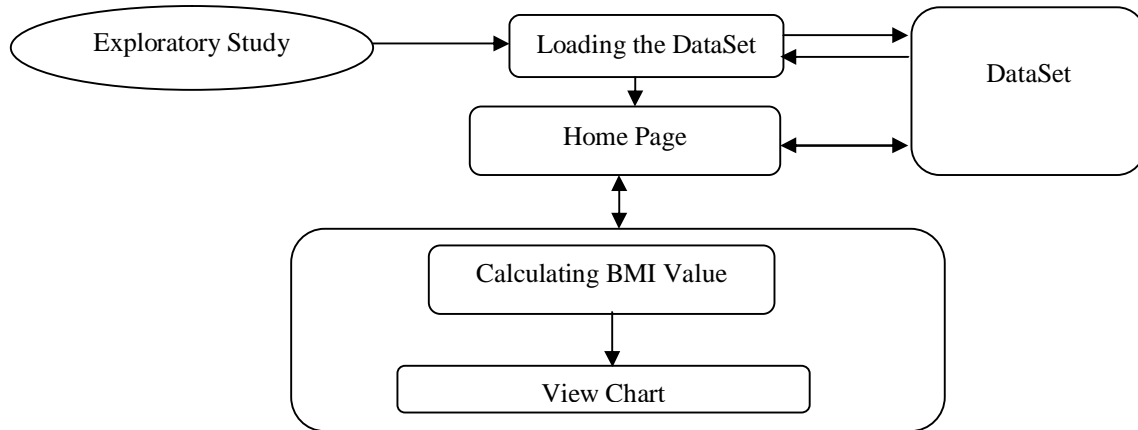 Exploratory Study
Loading the DataSet
DataSet
Home Page
Calculating BMI Value
View Chart